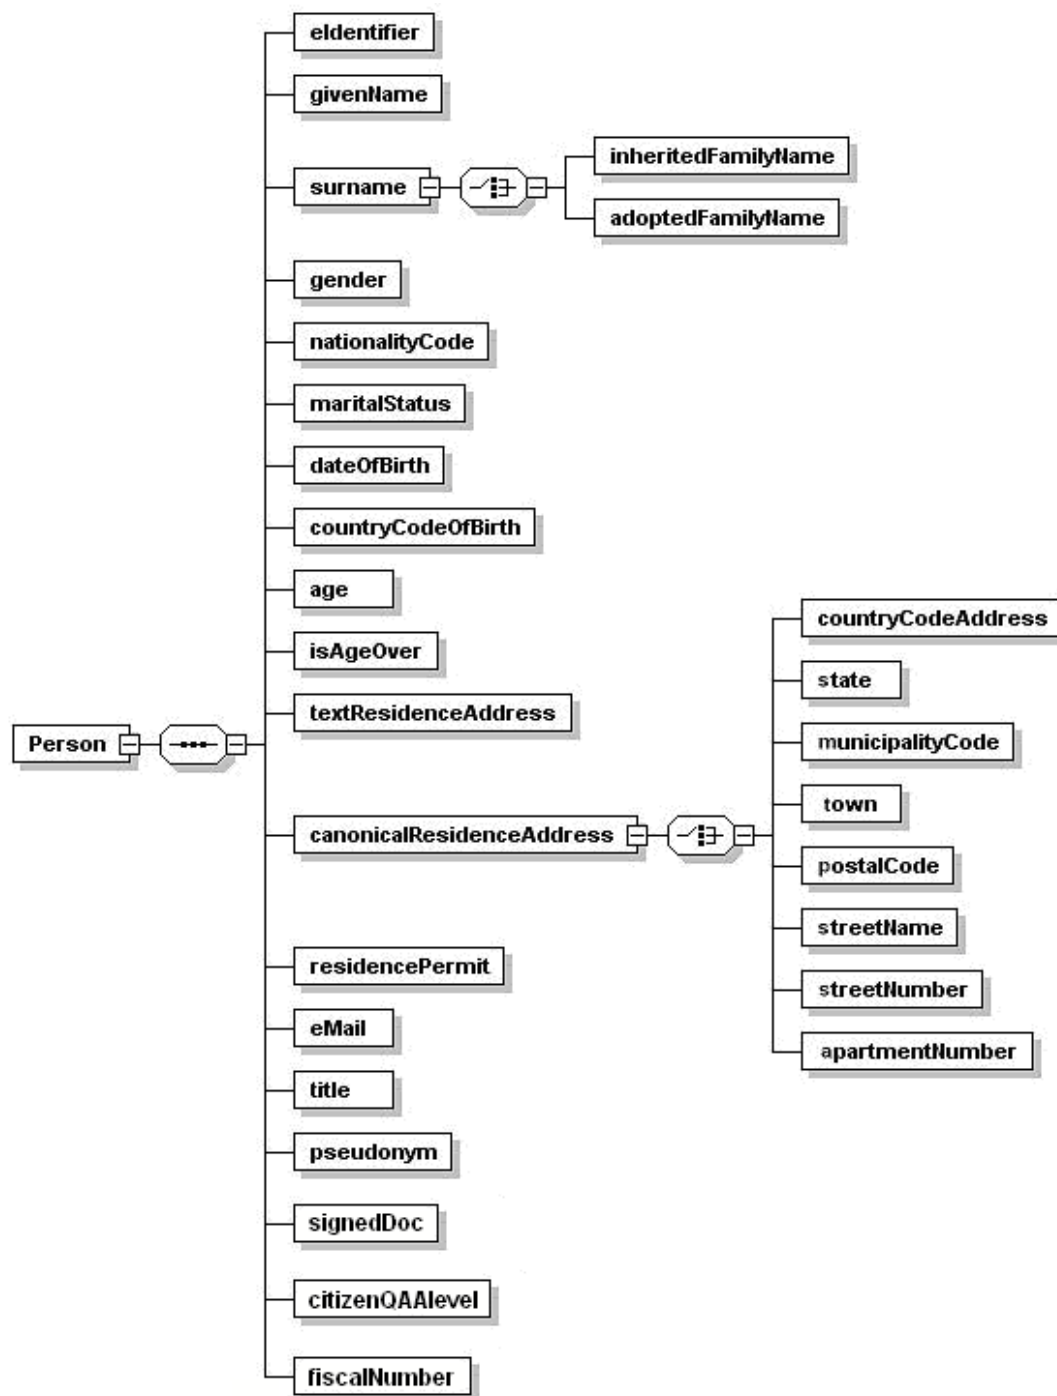 eIdentifier
givenName
surname
inheritedFamilyName
adoptedFamilyName
gender
nationalityCode
maritalStatus
dateOfBirth
countryCodeOfBirth
age
isAgeOver
textResidenceAddress
Person
canonicalResidenceAddress
countryCodeAddress
state
municipalityCode
town
postalCode
streetName
streetNumber
apartmentNumber
residencePermit
eMail
title
pseudonym
signedDoc
citizenQAAlevel
fiscalNumber